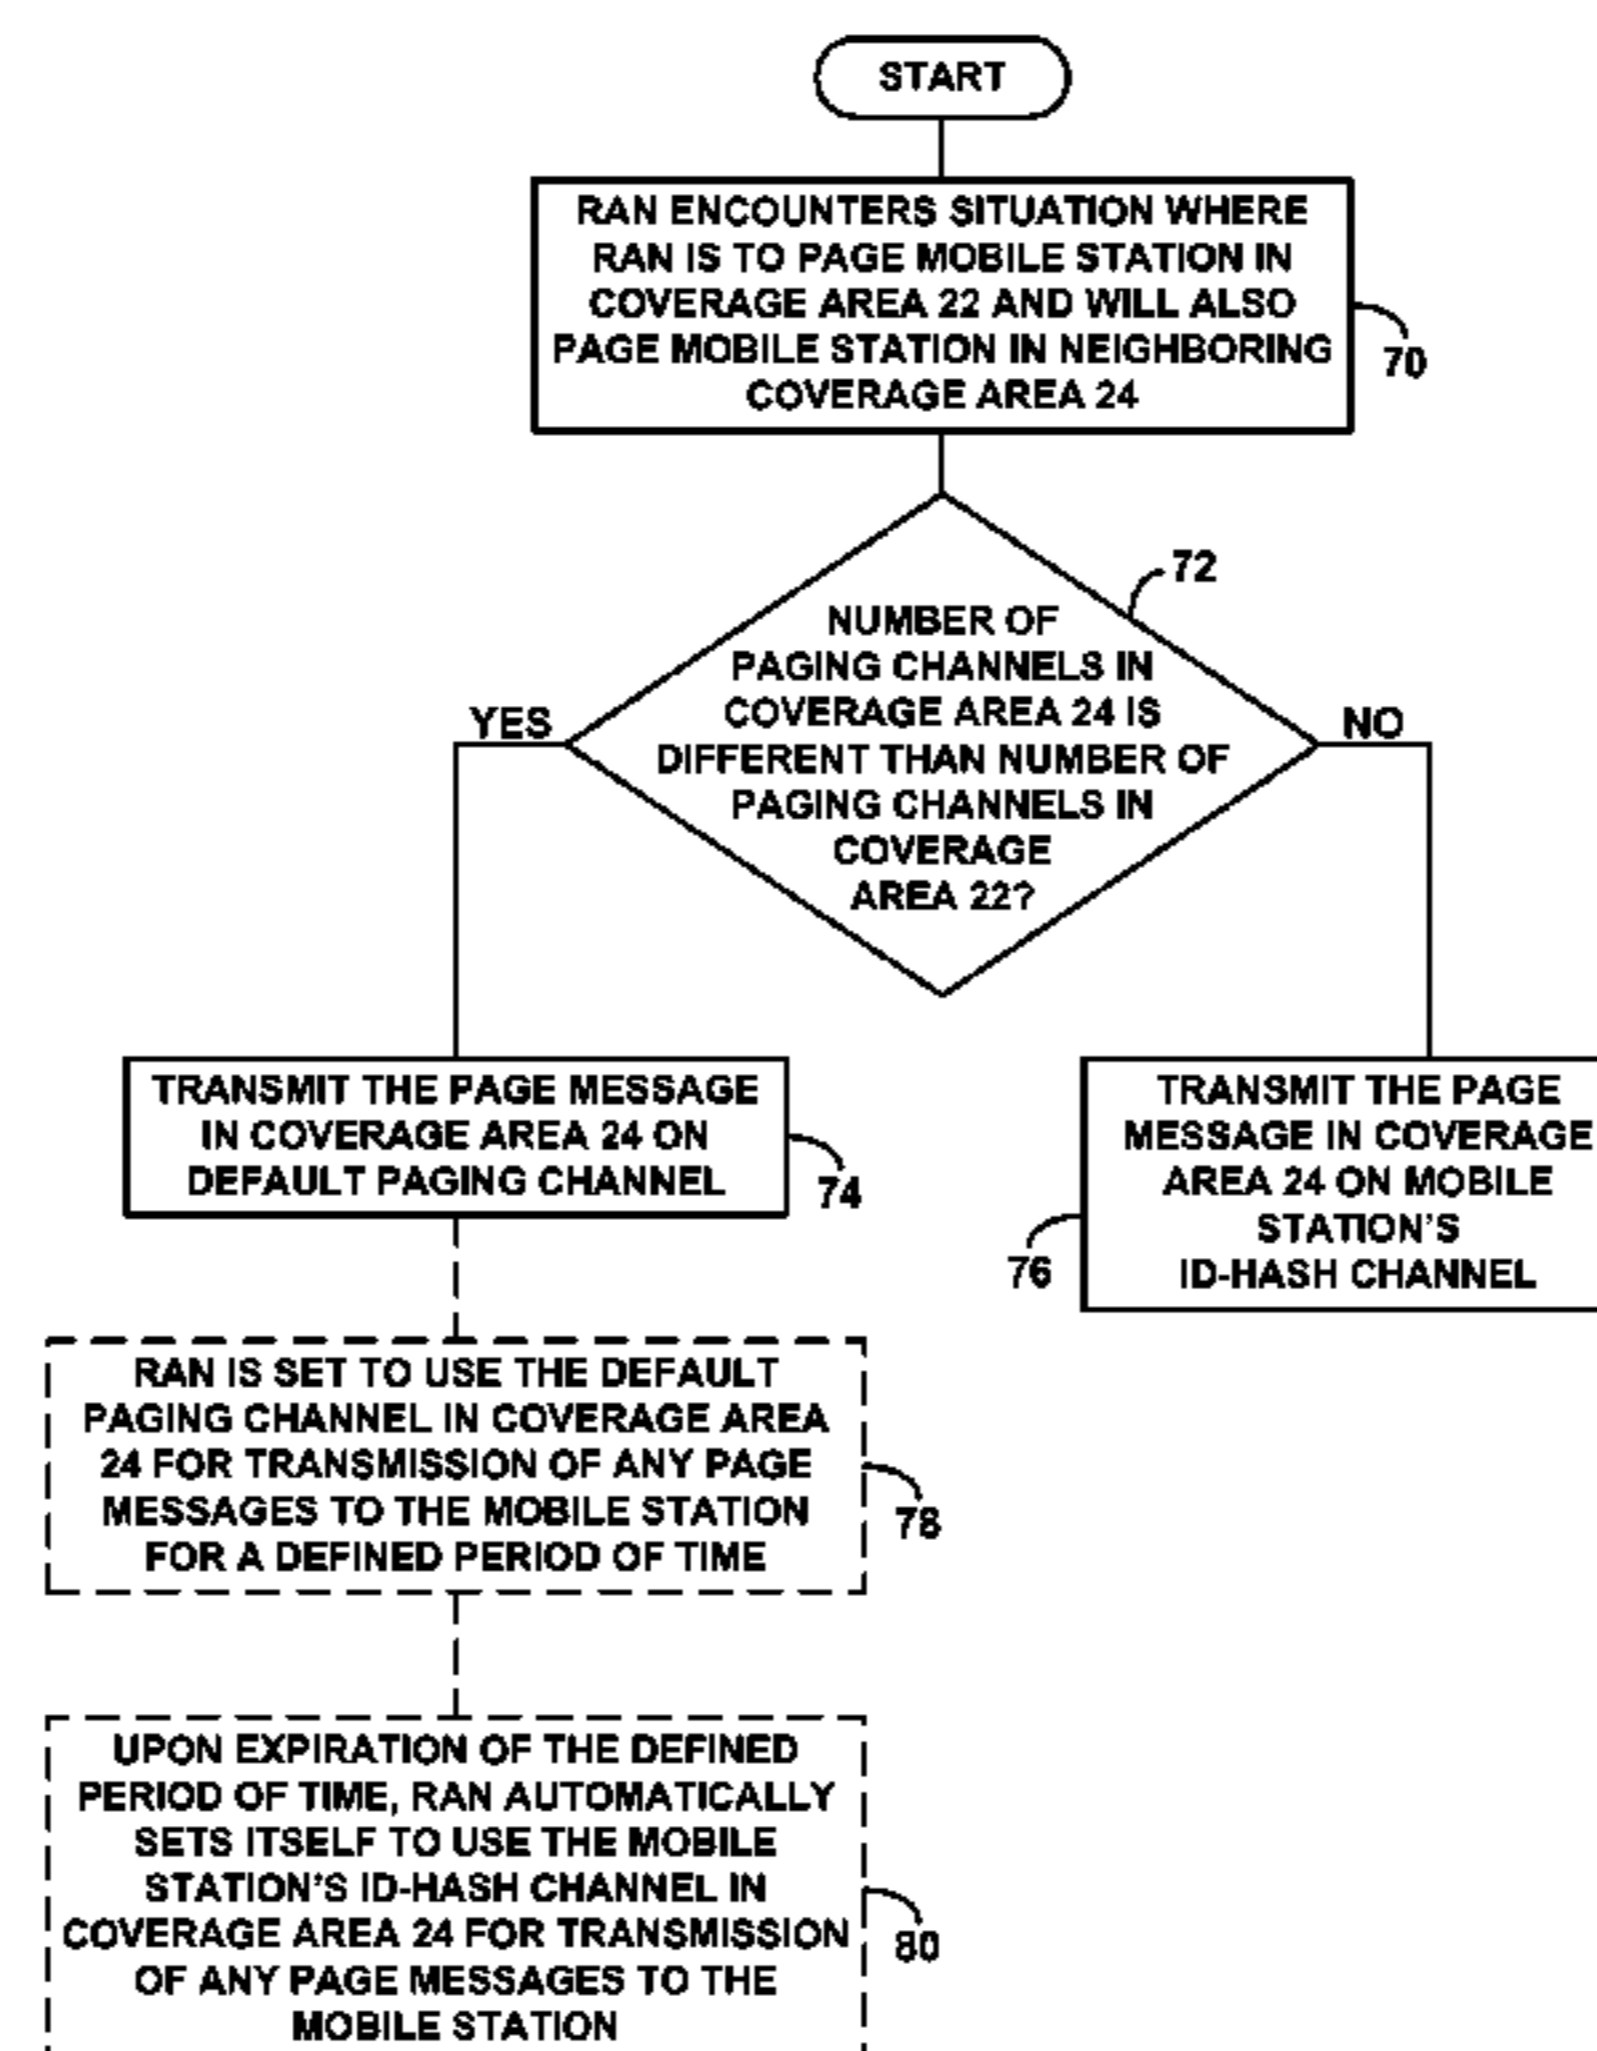 START
RAN ENCOUNTERS SITUATION WHERE
RAN IS TO PAGE MOBILE STATION IN
COVERAGE AREA 22 AND WILL ALSO
PAGE MOBILE STATION IN NEIGHBORING
COVERAGE AREA 24
70
72
NUMBER OF
PAGING CHANNELS IN
COVERAGE AREA 24 IS
DIFFERENT THAN NUMBER OF
PAGING CHANNELS IN
COVERAGE
AREA 22?
YES
NO
TRANSMIT THE PAGE MESSAGE
IN COVERAGE AREA 24 ON
DEFAULT PAGING CHANNEL
74
TRANSMIT THE PAGE
MESSAGE IN COVERAGE
AREA 24 ON MOBILE
STATION'S
ID-HASH CHANNEL
76
RAN IS SET TO USE THE DEFAULT
PAGING CHANNEL IN COVERAGE AREA
24 FOR TRANSMISSION OF ANY PAGE
MESSAGES TO THE MOBILE STATION
FOR A DEFINED PERIOD OF TIME
78
UPON EXPIRATION OF THE DEFINED
PERIOD OF TIME, RAN AUTOMATICALLY
SETS ITSELF TO USE THE MOBILE
STATION'S ID-HASH CHANNEL IN
COVERAGE AREA 24 FOR TRANSMISSION
OF ANY PAGE MESSAGES TO THE
MOBILE STATION
80